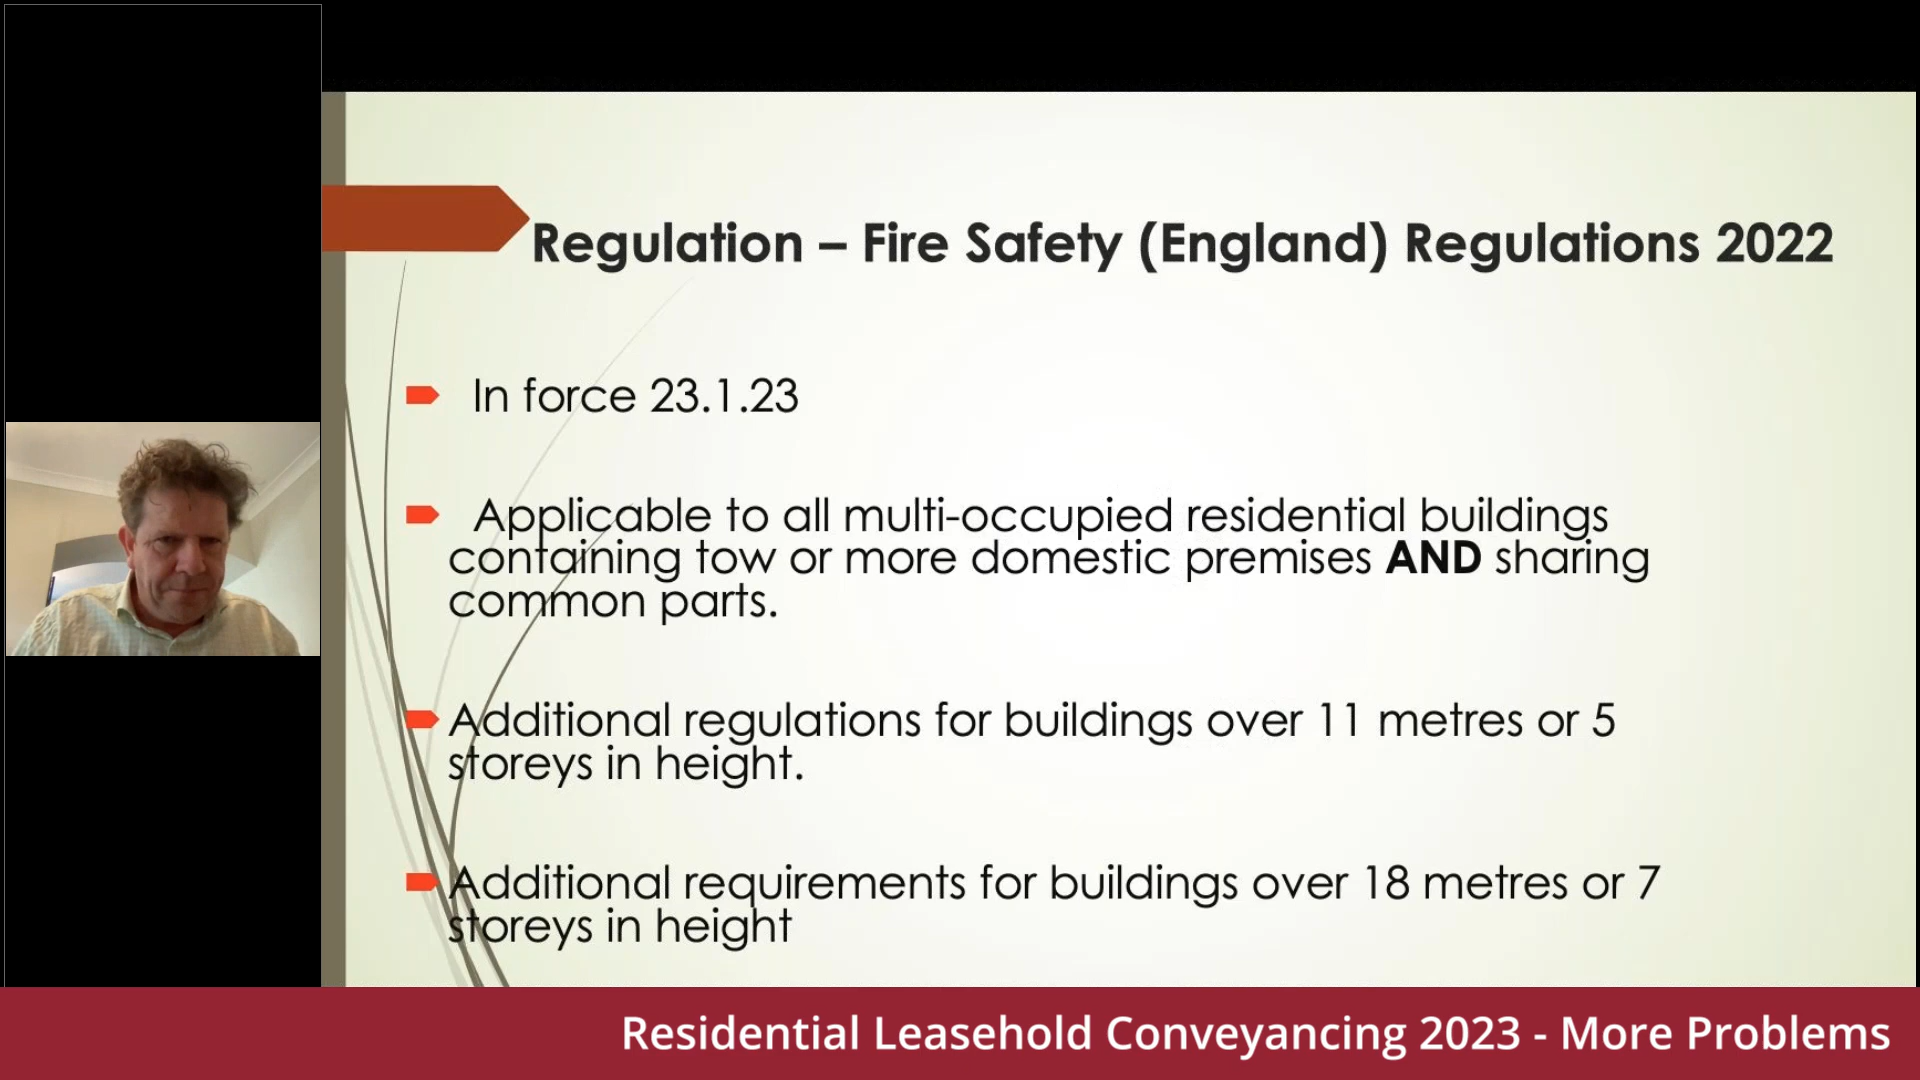 Regulation – Fire Safety (England) Regulations 2022
In force 23.1.23
Applicable to all multi-occupied residential buildings
containing tow or more domestic premises AND sharing
common parts.
Additional regulations for buildings over 11 metres or 5
storeys in height.
Additional requirements for buildings over 18 metres or 7
storeys in height
Residential Leasehold Conveyancing 2023 - More Problems